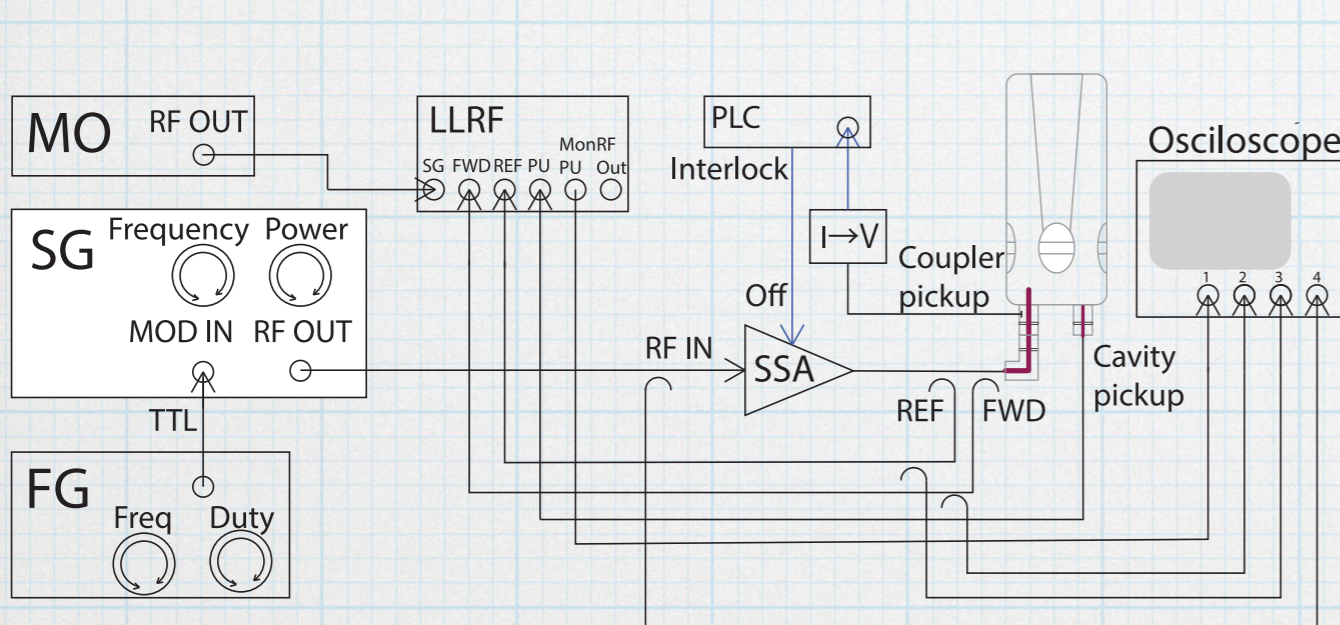 MO RF OUT
LLRF
MonRF
SG FWD REF PU PU Out
PLC
Interlock
Osciloscope
SG
Frequency Power
MOD IN RF OUT
I→V
Coupler
pickup
1 2 3 4
Off
RF IN
SSA
Cavity
pickup
REF FWD
TTL
FG
Freq Duty